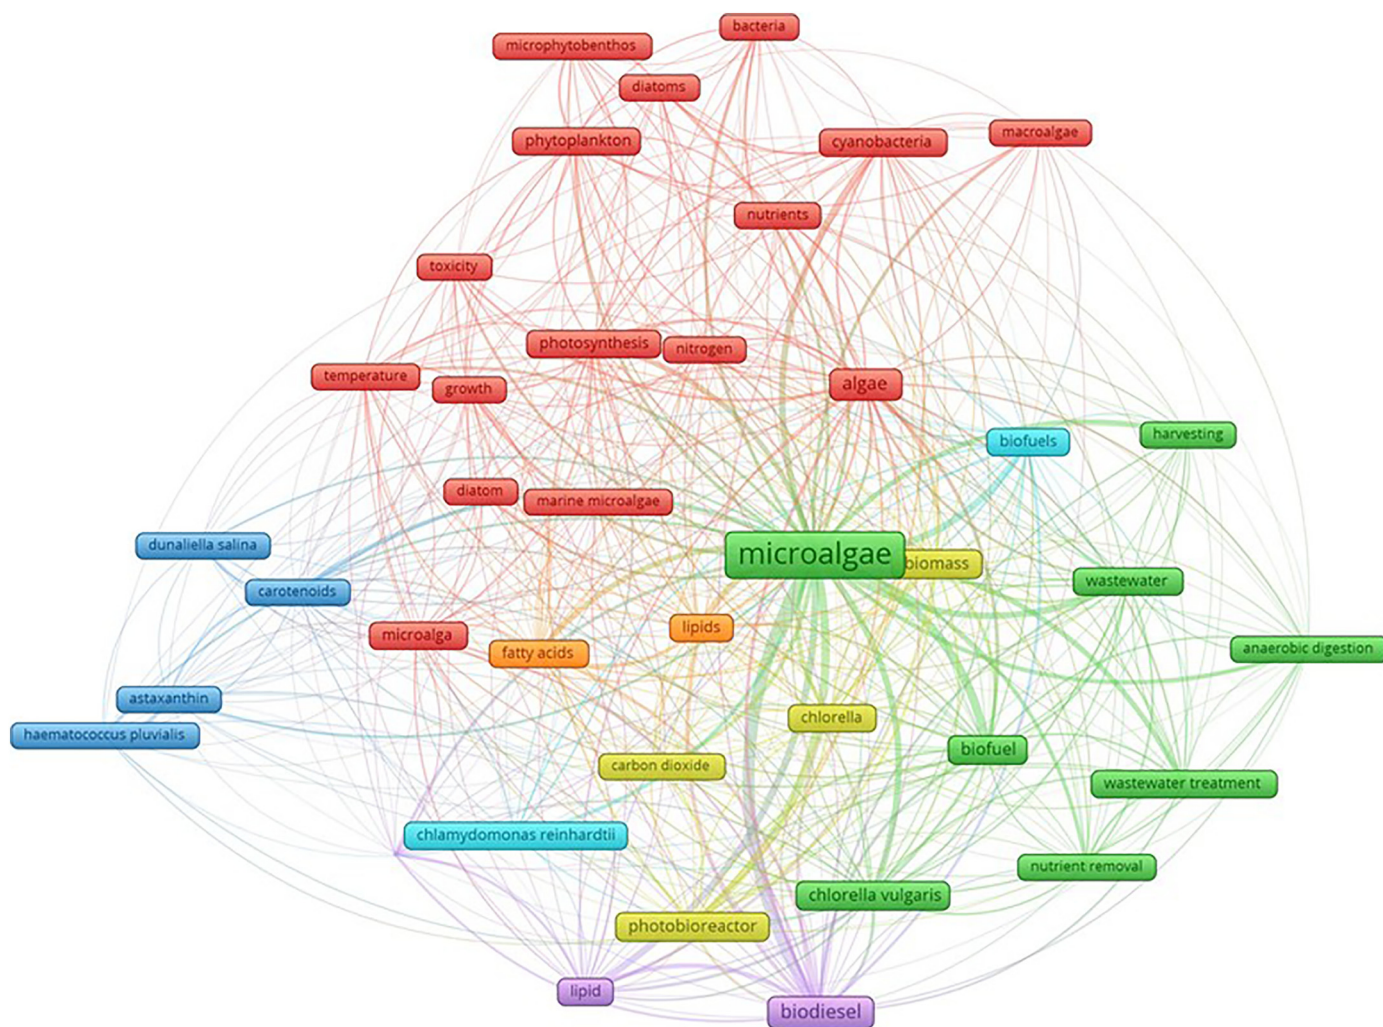 bacteria
microphytobenthos
diatoms
phytoplankton
cyanobacteria
macroalgae
nutrients
toxicity
photosynthesis
nitrogen
temperature
growth
algae
biofuels
harvesting
diatom
marine microalgae
dunaliella salina
microalgae
biomass
carotenoids
wastewater
microalga
fatty acids
lipids
anaerobic digestion
astaxanthin
haematococcus pluvialis
chlorella
biofuel
carbon dioxide
wastewater treatment
chlamydomonas reinhardtii
nutrient removal
chlorella vulgaris
photobioreactor
lipid
biodiesel